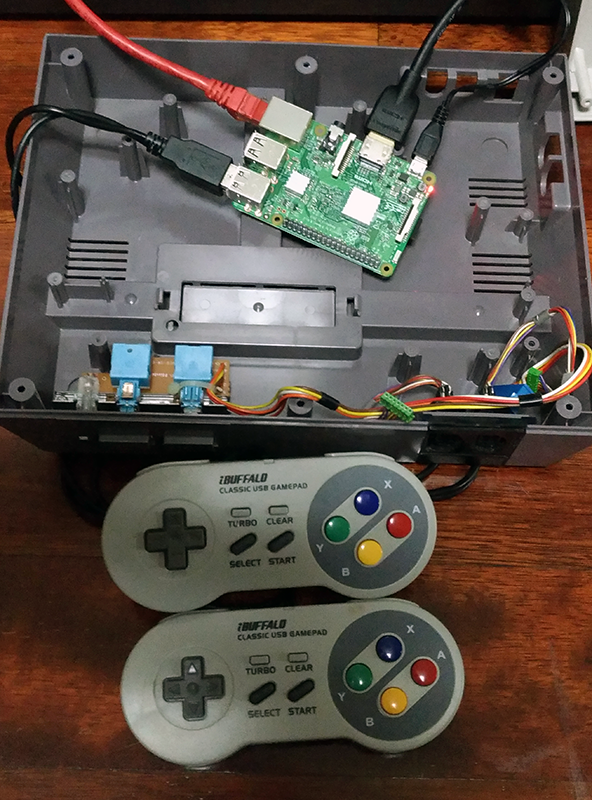 iBUFFALO
CLASSIC USB GAMEPAD
X
A
TURBO
CLEAR
Y
B
SELECT
START
iBUFFALO
CLASSIC USB GAMEPAD
X
A
TURBO
CLEAR
Y
B
SELECT
START